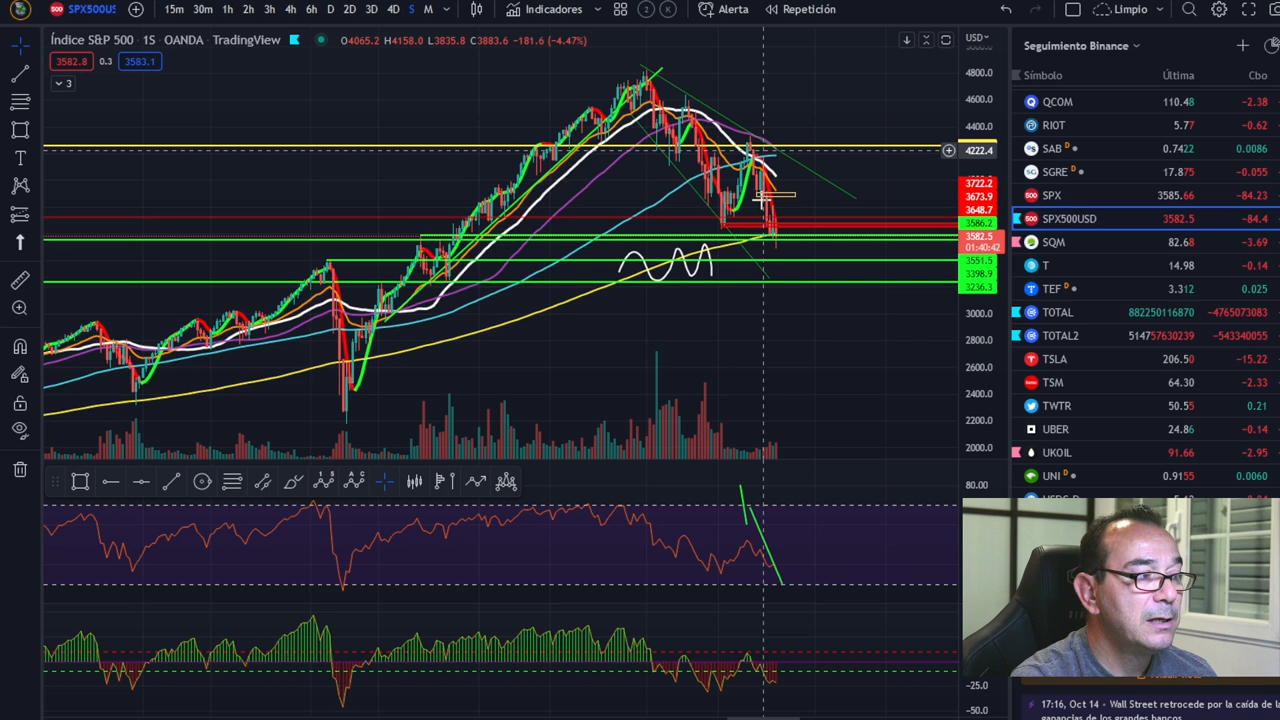 SPX500US 15m 30m 1h 2h 3h 4h 6h D 2D 3D 4D S M Indicadores Alerta Repetición Limpio
Índice S&P 500 · 1S · OANDA · TradingView O4065.2 H4158.0 L3835.8 C3883.6 −181.6 (−4.47%) USD
3582.8 0.3 3583.1
3
4800.0
4600.0
4400.0
4222.4
3722.2
3673.9
3648.7
3586.2
3582.5
01:40:42
3551.5
3398.9
3236.3
3000.0
2800.0
2600.0
2400.0
2200.0
2000.0
80.00
-25.0
-50.0
Seguimiento Binance
Símbolo Última Cbo
QCOM 110.48 -2.38
RIOT 5.77 -0.62
SAB D 0.7422 0.0086
SGRE D 17.875 -0.055
SPX 3585.66 -84.23
SPX500USD 3582.5 -84.4
SQM 82.68 -3.69
T 14.98 -0.14
TEF D 3.312 0.025
TOTAL 882250116870 -4765073083
TOTAL2 51475763023​9 -543340055
TSLA 206.50 -15.22
TSM 64.30 -2.33
TWTR 50.55 0.21
UBER 24.86 -0.14
UKOIL 91.66 -2.95
UNI D 0.9155 0.0060
17:16, Oct 14 • Wall Street retrocede por la caída de las
ganancias de los grandes bancos